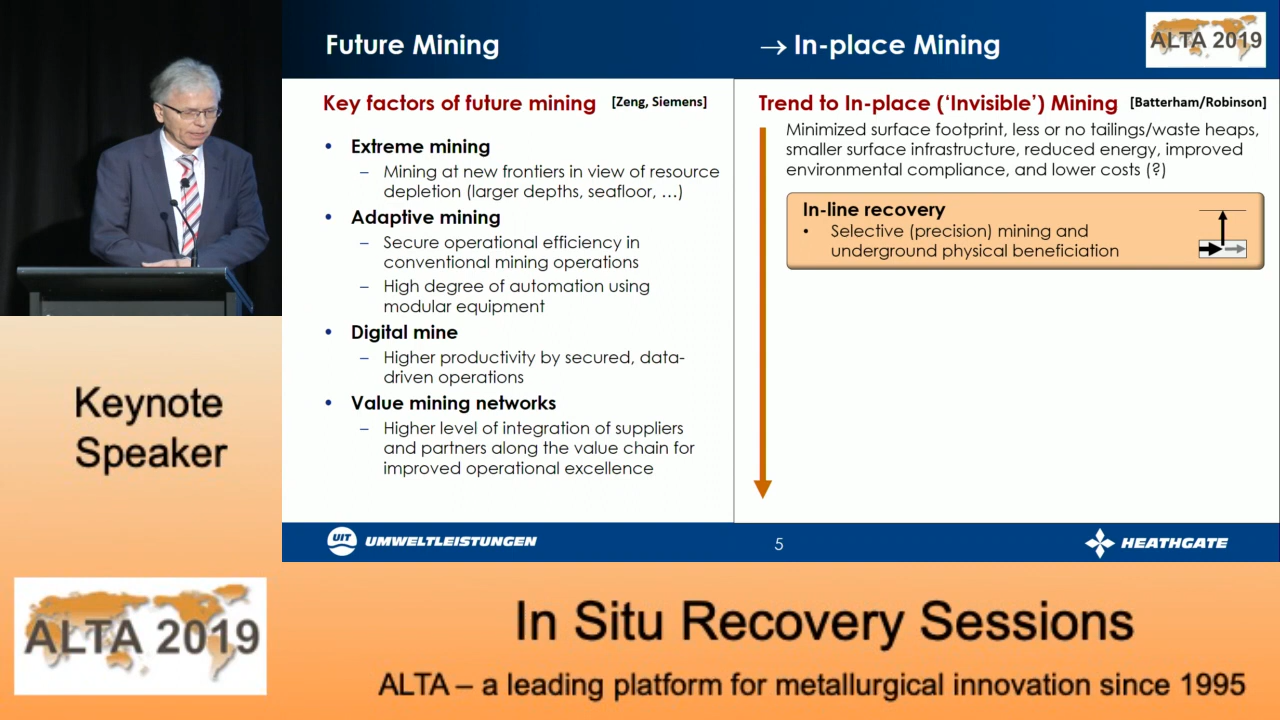 Future Mining
→ In-place Mining
ALTA 2019
Key factors of future mining [Zeng, Siemens]
• Extreme mining
– Mining at new frontiers in view of resource
depletion (larger depths, seafloor, …)
• Adaptive mining
– Secure operational efficiency in
conventional mining operations
– High degree of automation using
modular equipment
• Digital mine
– Higher productivity by secured, data-
driven operations
• Value mining networks
– Higher level of integration of suppliers
and partners along the value chain for
improved operational excellence
Trend to In-place (‘Invisible’) Mining [Batterham/Robinson]
Minimized surface footprint, less or no tailings/waste heaps,
smaller surface infrastructure, reduced energy, improved
environmental compliance, and lower costs (?)
In-line recovery
• Selective (precision) mining and
underground physical beneficiation
UIT UMWELTLEISTUNGEN
5
HEATHGATE
Keynote
Speaker
ALTA 2019
In Situ Recovery Sessions
ALTA – a leading platform for metallurgical innovation since 1995